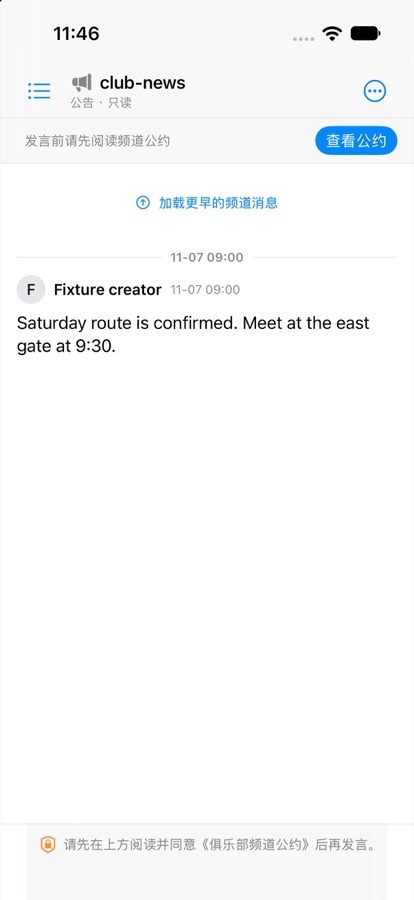 11:46
club-news
公告 · 只读
发言前请先阅读频道公约
查看公约
加载更早的频道消息
11-07 09:00
F Fixture creator 11-07 09:00
Saturday route is confirmed. Meet at the east
gate at 9:30.
请先在上方阅读并同意《俱乐部频道公约》后再发言。